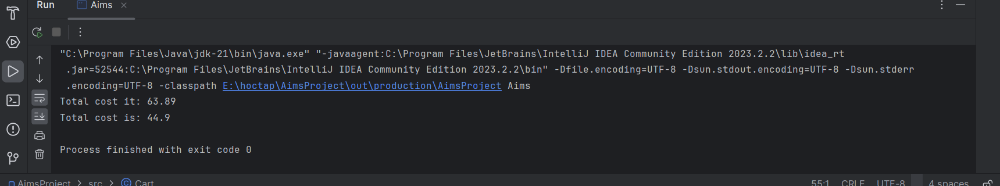 Run Aims
"C:\Program Files\Java\jdk-21\bin\java.exe" "-javaagent:C:\Program Files\JetBrains\IntelliJ IDEA Community Edition 2023.2.2\lib\idea_rt
.jar=52544:C:\Program Files\JetBrains\IntelliJ IDEA Community Edition 2023.2.2\bin" -Dfile.encoding=UTF-8 -Dsun.stdout.encoding=UTF-8 -Dsun.stderr
.encoding=UTF-8 -classpath E:\hoctap\AimsProject\out\production\AimsProject Aims
Total cost it: 63.89
Total cost is: 44.9
Process finished with exit code 0
AimsProject > src > Cart 55:1 CRLF UTF-8 4 spaces